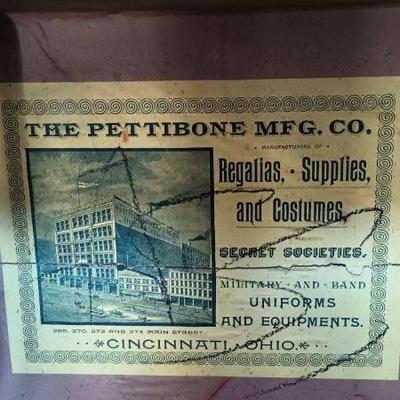 THE PETTIBONE MFG. CO.
MANUFACTURERS OF
Regalias, Supplies,
and Costumes,
SECRET SOCIETIES.
MILITARY AND BAND
UNIFORMS
AND EQUIPMENTS.
268, 270, 272 AND 274 MAIN STREET.
CINCINNATI, OHIO.